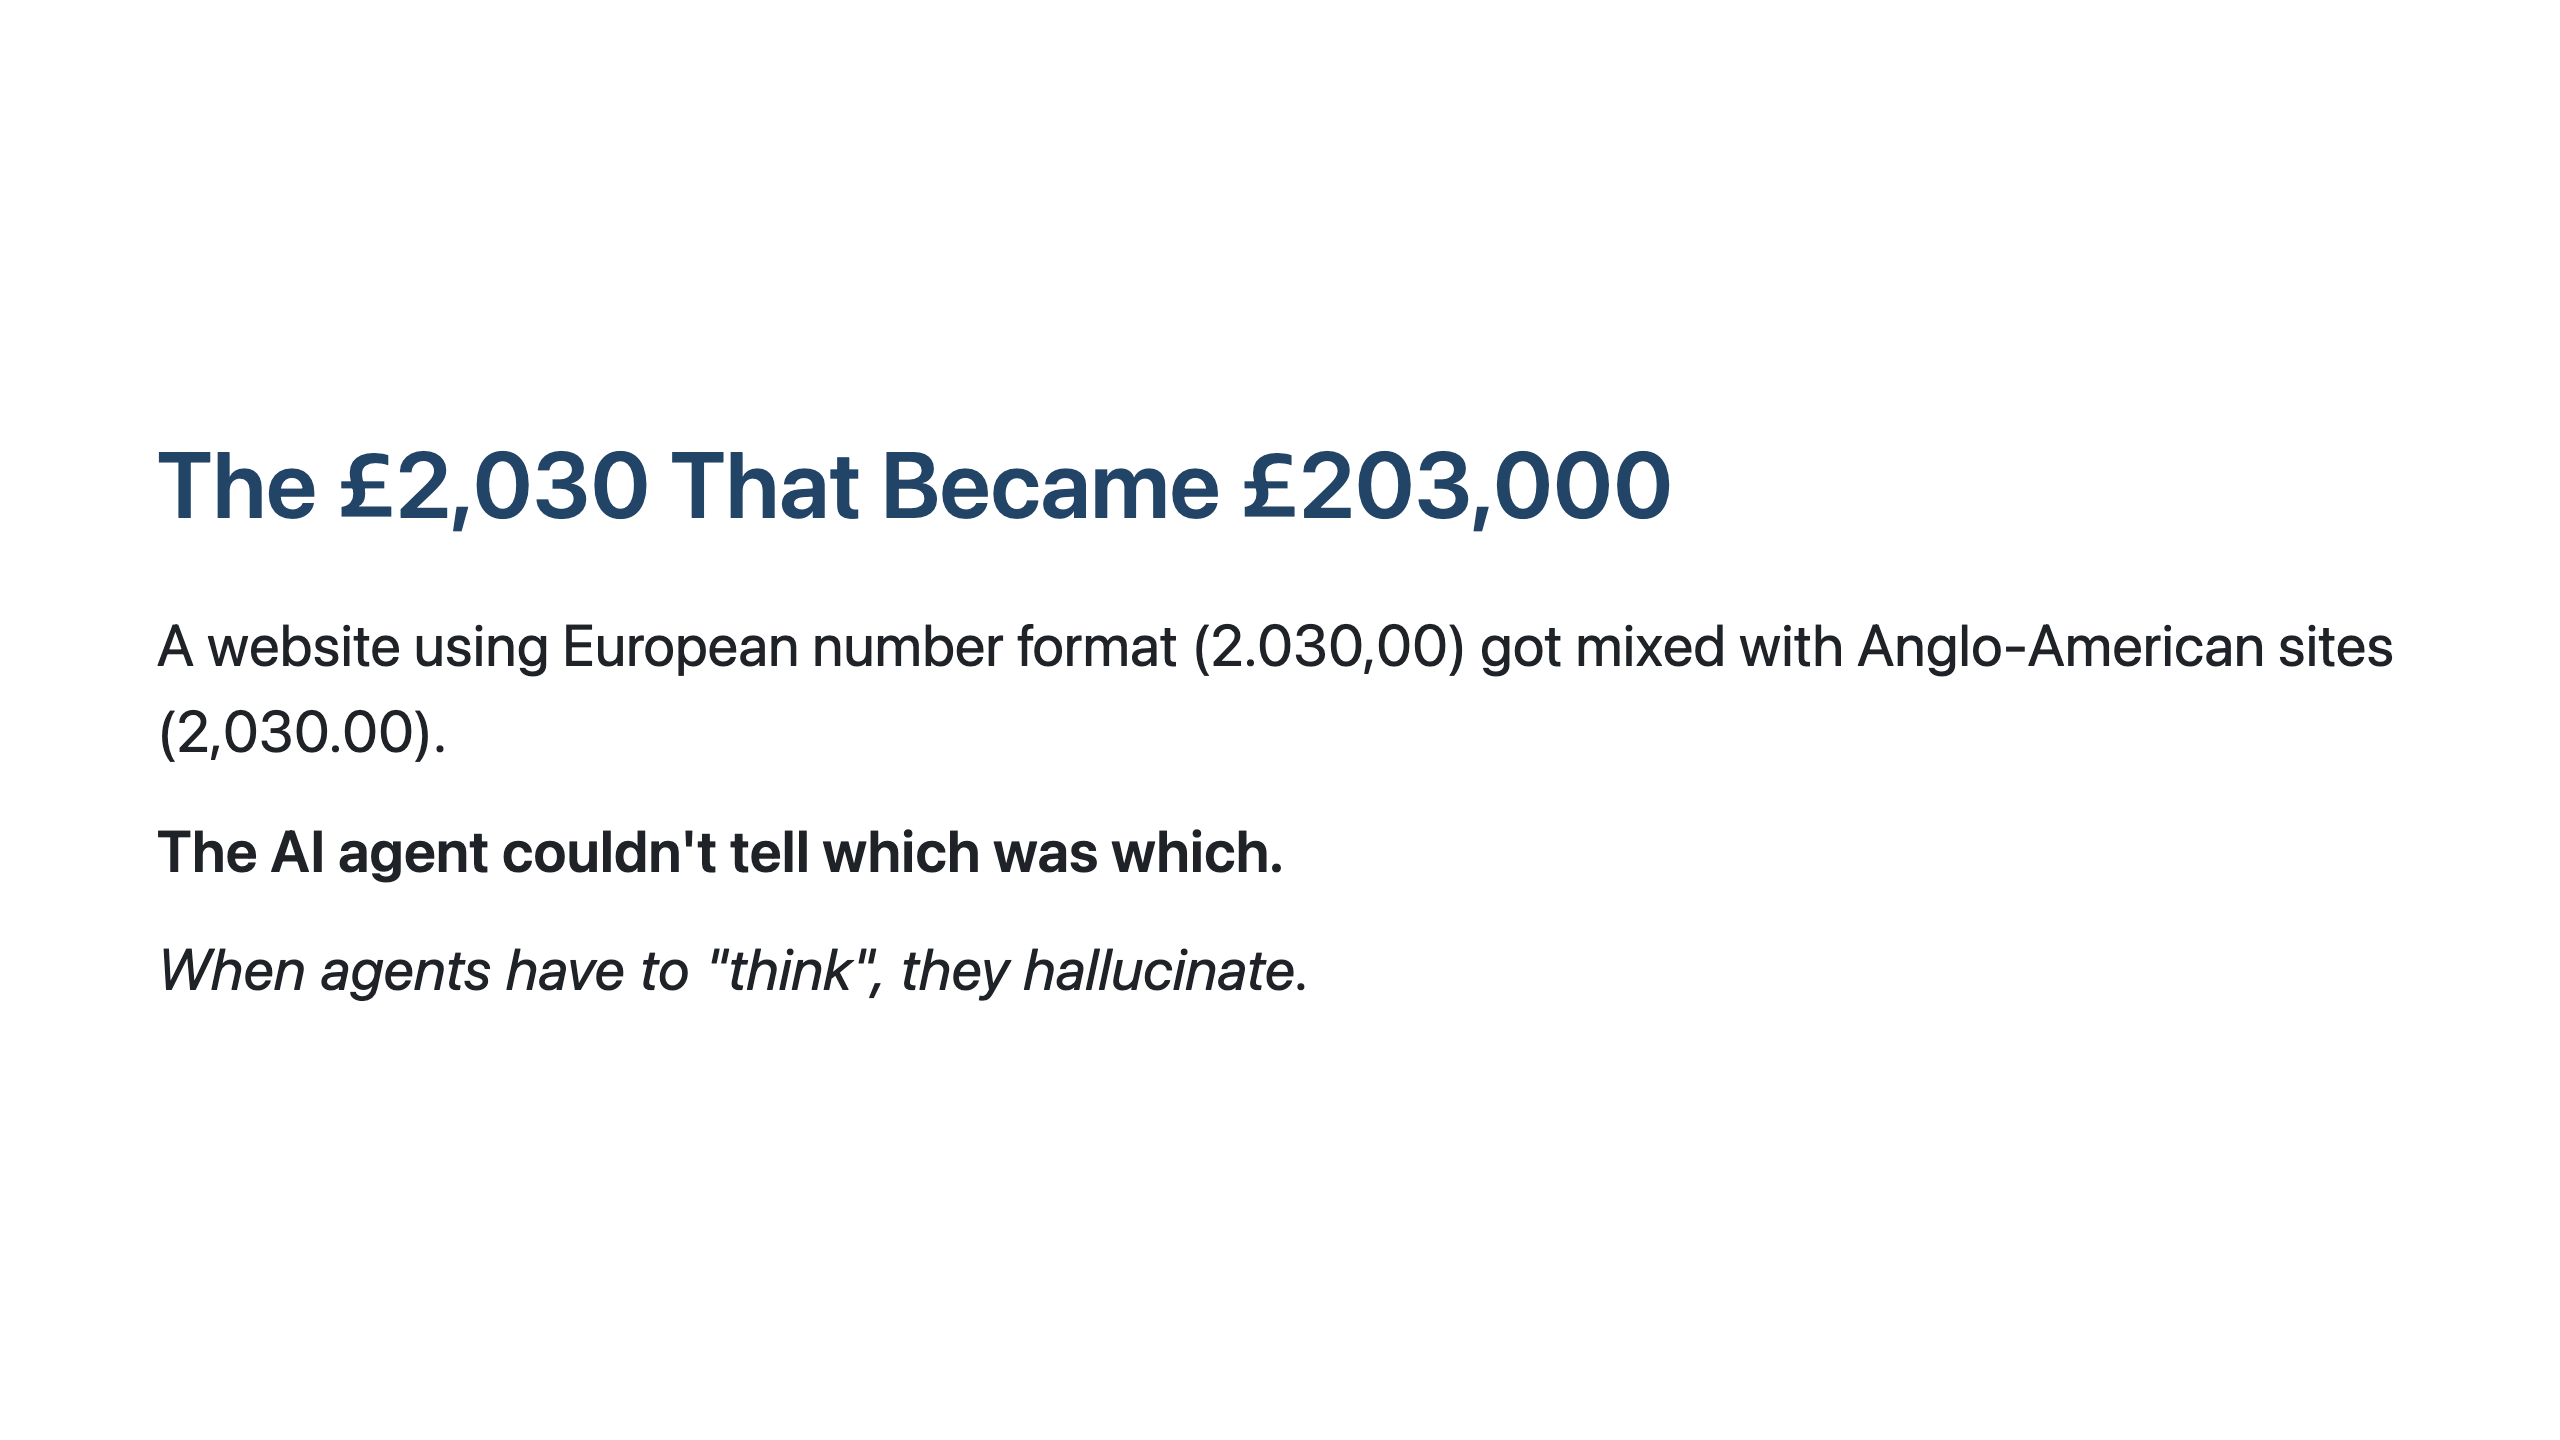 The £2,030 That Became £203,000
A website using European number format (2.030,00) got mixed with Anglo-American sites
(2,030.00).
The AI agent couldn't tell which was which.
When agents have to "think", they hallucinate.